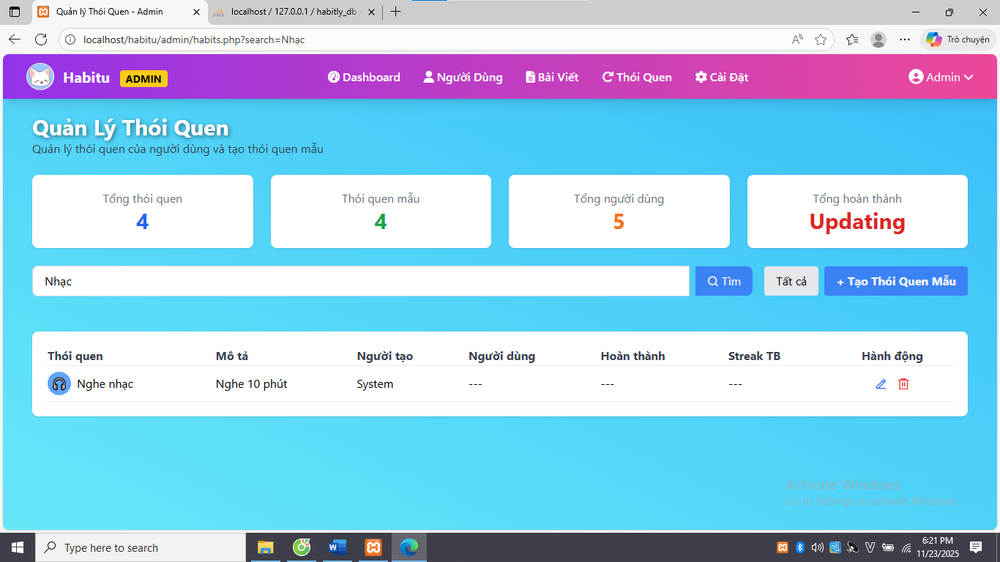 Quản lý Thói Quen - Admin
localhost / 127.0.0.1 / habitly_db
localhost/habitu/admin/habits.php?search=Nhạc
Trò chuyện
Habitu ADMIN Dashboard Người Dùng Bài Viết Thói Quen Cài Đặt Admin
Quản Lý Thói Quen
Quản lý thói quen của người dùng và tạo thói quen mẫu
Tổng thói quen Thói quen mẫu Tổng người dùng Tổng hoàn thành
4 4 5 Updating
Nhạc Tìm Tất cả + Tạo Thói Quen Mẫu
Thói quen Mô tả Người tạo Người dùng Hoàn thành Streak TB Hành động
Nghe nhạc Nghe 10 phút System --- --- ---
Activate Windows
Go to Settings to activate Windows.
Type here to search
6:21 PM
11/23/2025